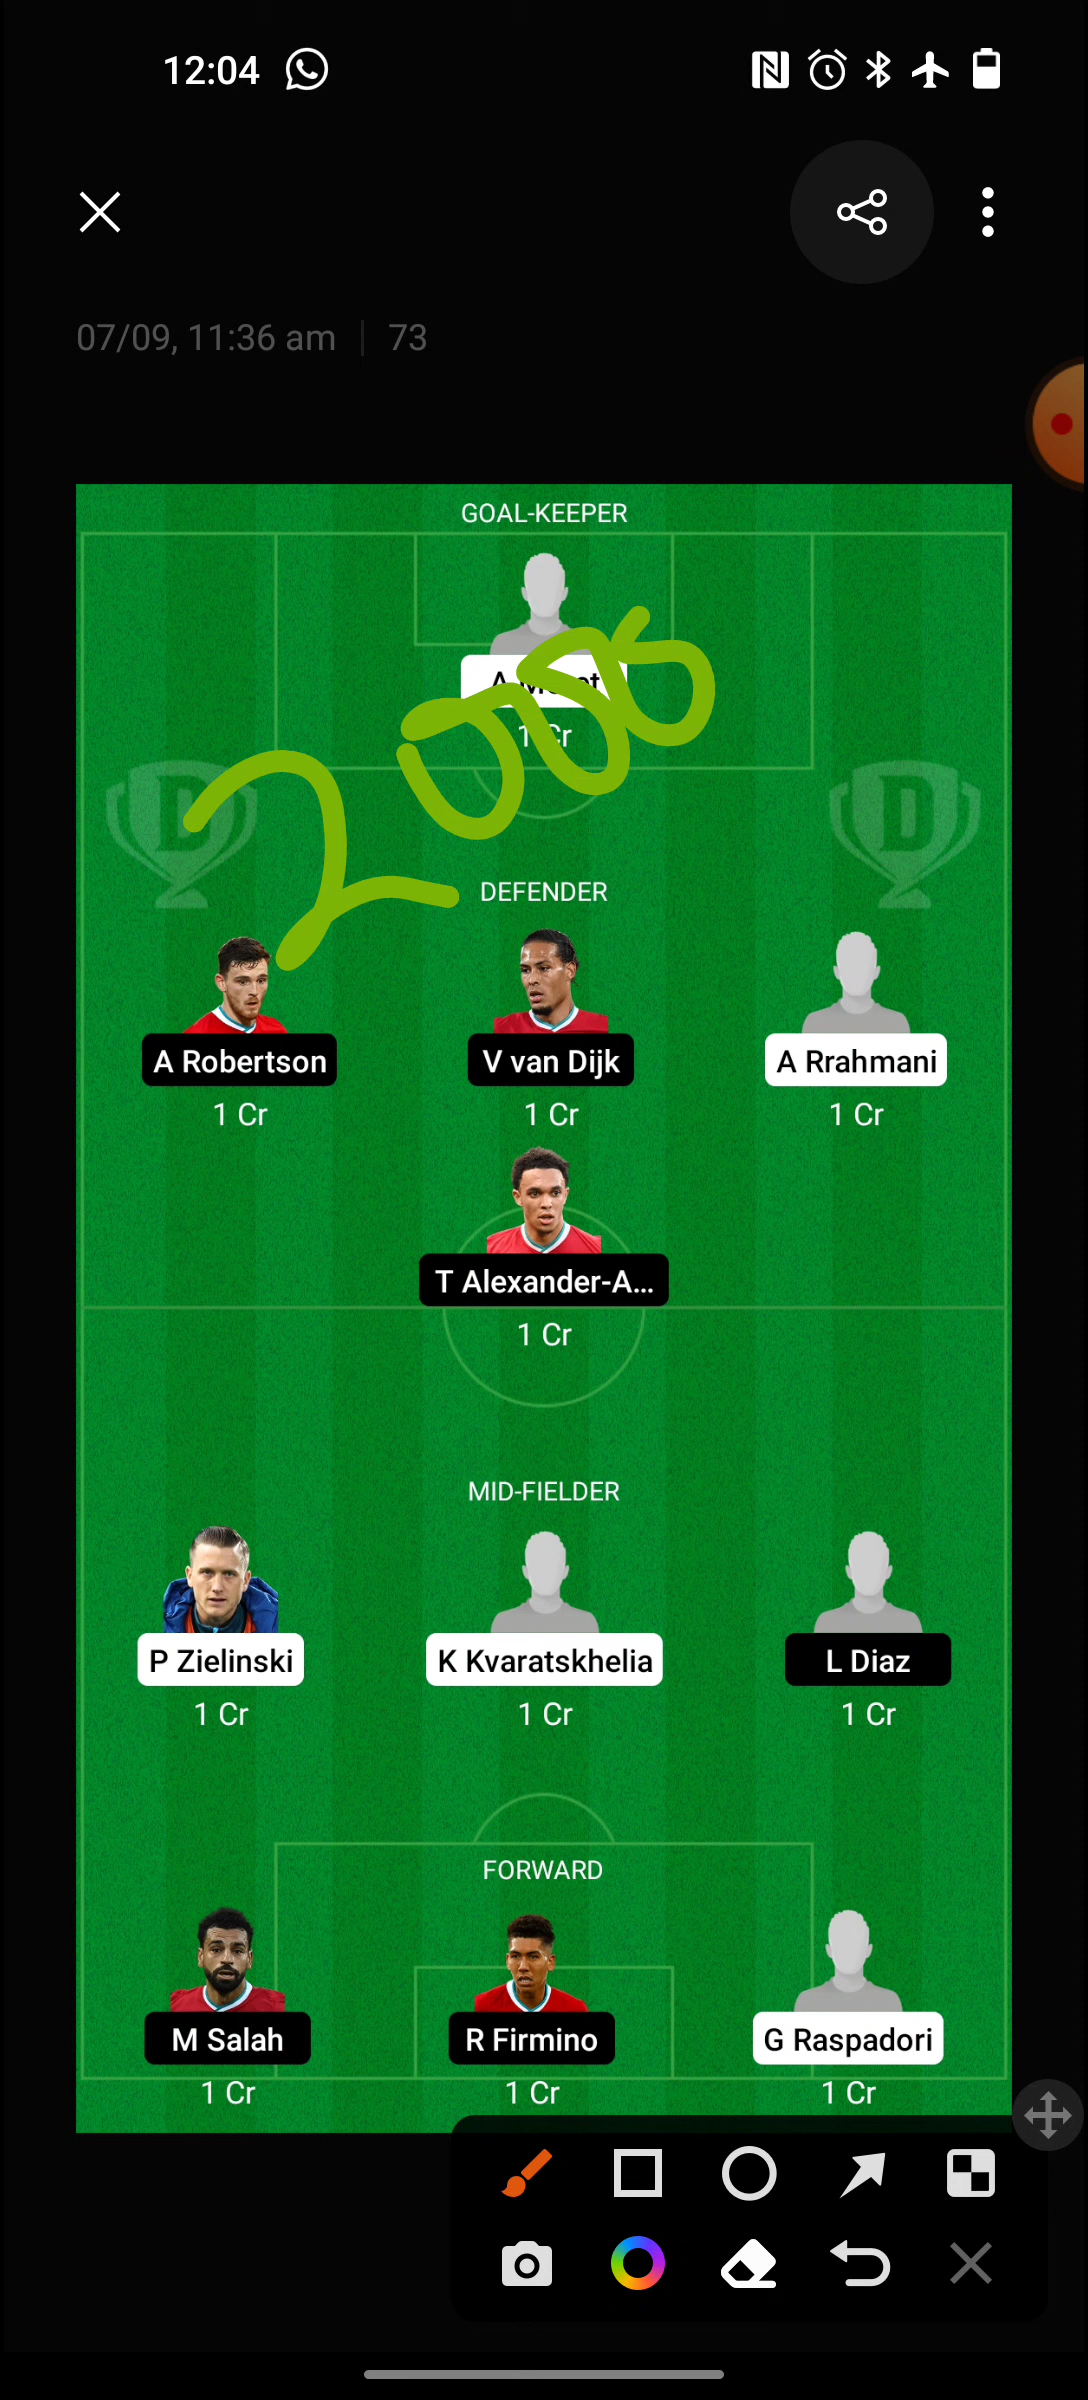 12:04
07/09, 11:36 am | 73
GOAL-KEEPER
1 Cr
DEFENDER
A Robertson V van Dijk A Rrahmani
1 Cr 1 Cr 1 Cr
T Alexander-A...
1 Cr
MID-FIELDER
P Zielinski K Kvaratskhelia L Diaz
1 Cr 1 Cr 1 Cr
FORWARD
M Salah R Firmino G Raspadori
1 Cr 1 Cr 1 Cr